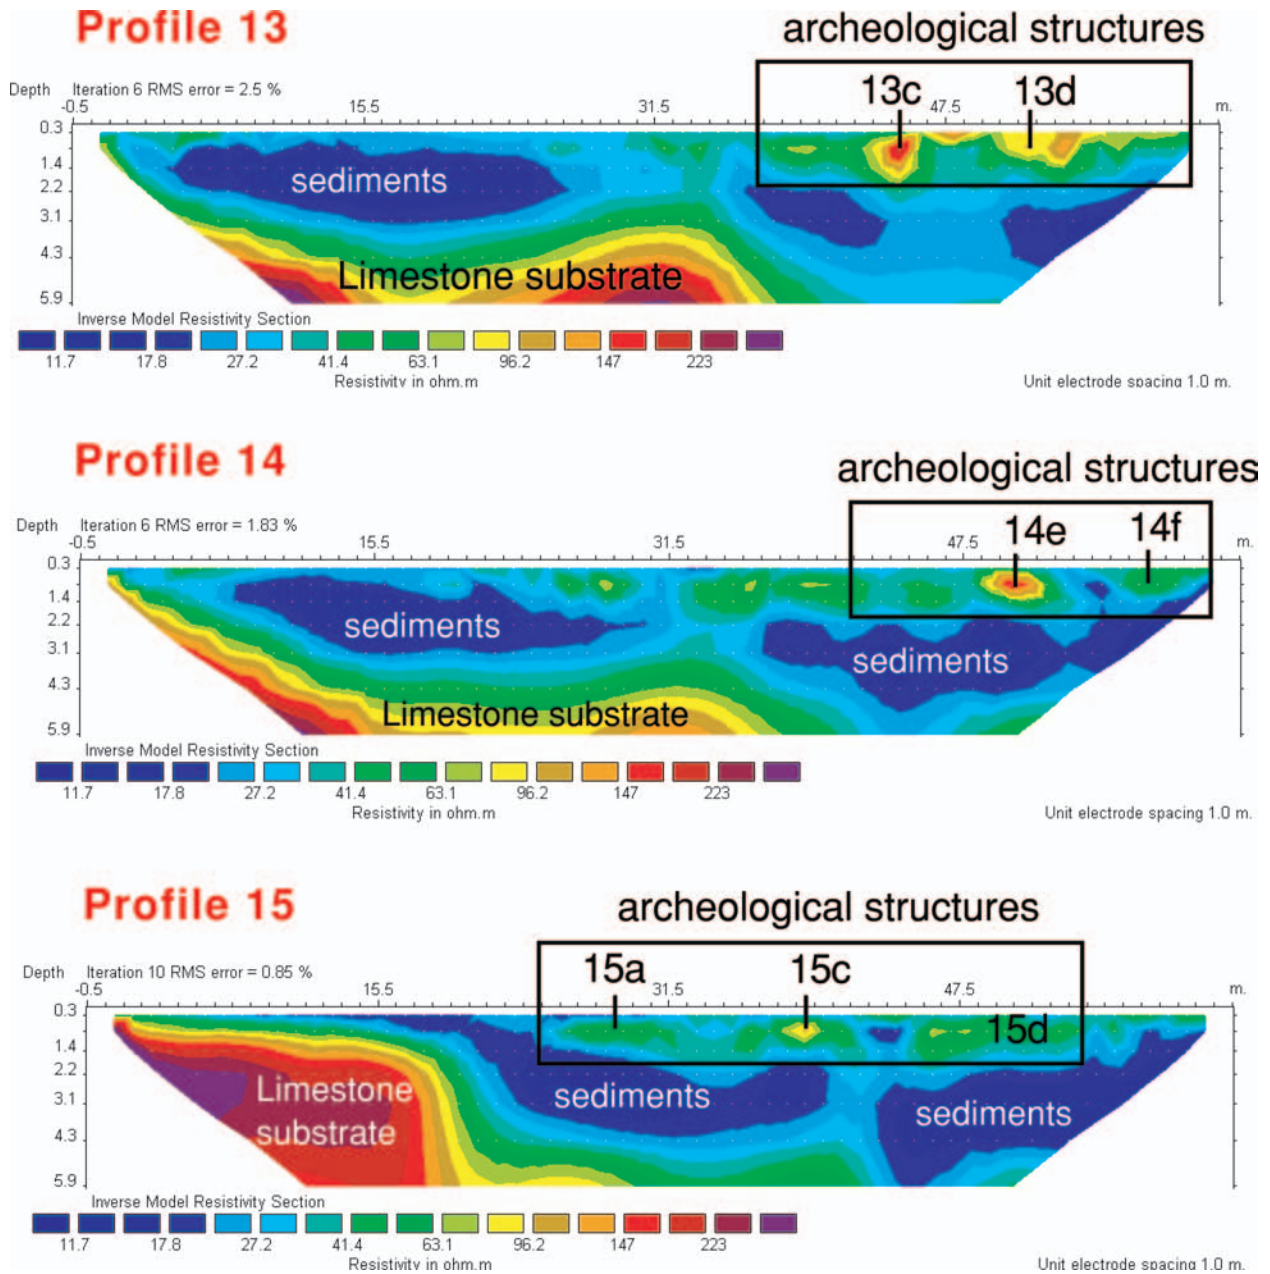 Profile 13
archeological structures
13c
13d
Depth Iteration 6 RMS error = 2.5 %
-0.5 15.5 31.5 47.5 m.
0.3
1.4
2.2
3.1
4.3
5.9
sediments
Limestone substrate
Inverse Model Resistivity Section
11.7 17.8 27.2 41.4 63.1 96.2 147 223
Resistivity in ohm.m
Unit electrode spacing 1.0 m.
Profile 14
archeological structures
14e
14f
Depth Iteration 6 RMS error = 1.83 %
-0.5 15.5 31.5 47.5 m.
0.3
1.4
2.2
3.1
4.3
5.9
sediments
sediments
Limestone substrate
Inverse Model Resistivity Section
11.7 17.8 27.2 41.4 63.1 96.2 147 223
Resistivity in ohm.m
Unit electrode spacing 1.0 m.
Profile 15
archeological structures
15a
15c
Depth Iteration 10 RMS error = 0.85 %
-0.5 15.5 31.5 47.5 m.
0.3
1.4
2.2
3.1
4.3
5.9
15d
Limestone
substrate
sediments
sediments
Inverse Model Resistivity Section
11.7 17.8 27.2 41.4 63.1 96.2 147 223
Resistivity in ohm.m
Unit electrode spacing 1.0 m.